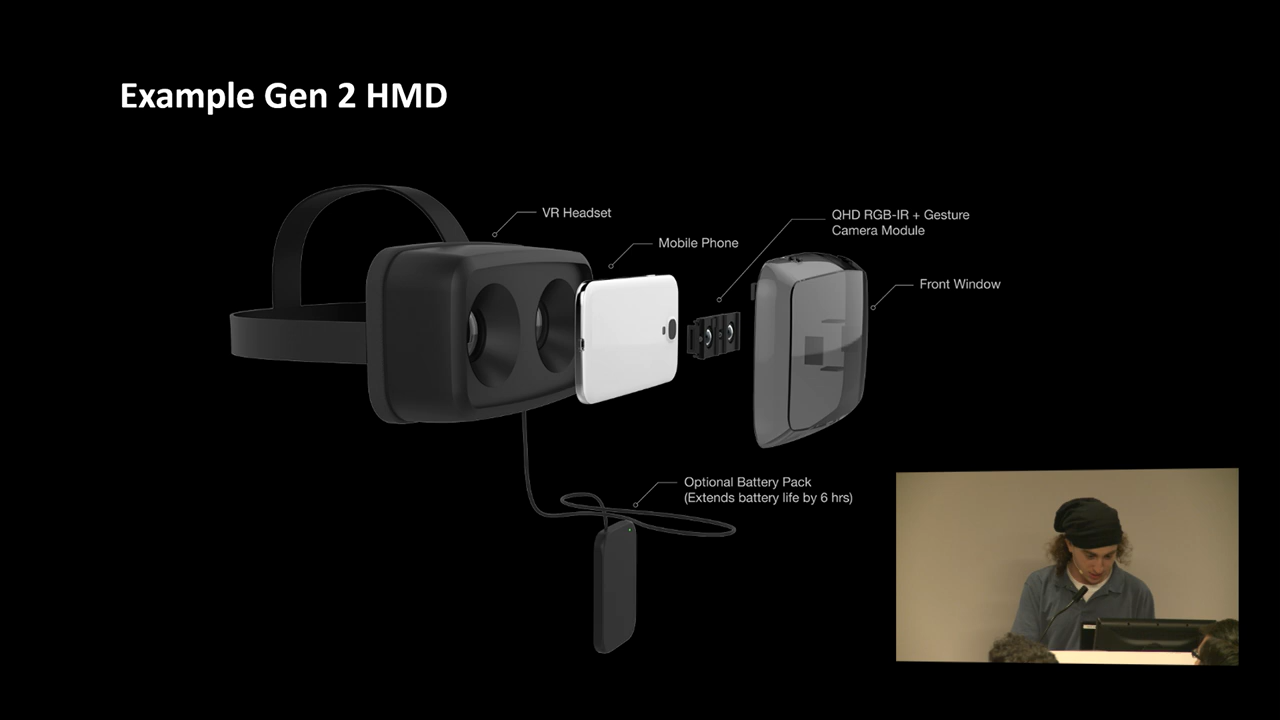 Example Gen 2 HMD
VR Headset
Mobile Phone
QHD RGB-IR + Gesture
Camera Module
Front Window
Optional Battery Pack
(Extends battery life by 6 hrs)